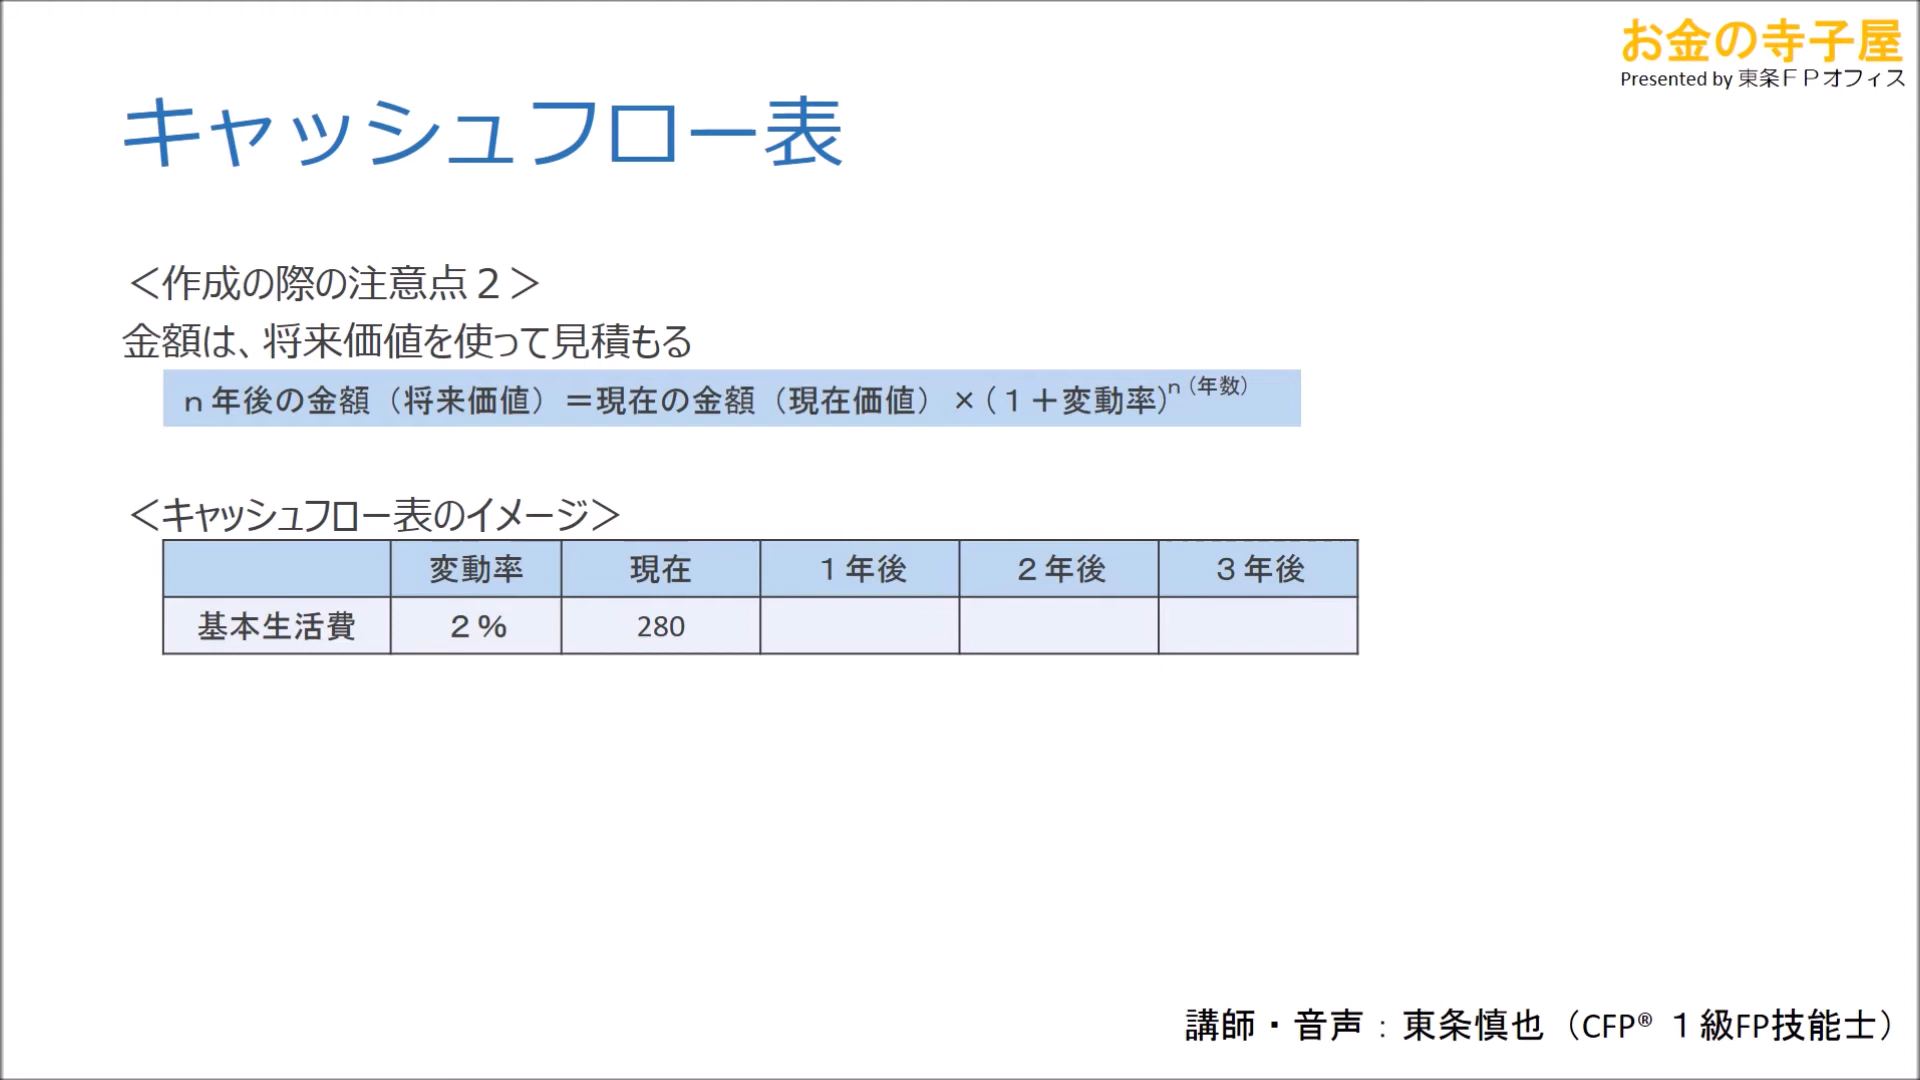 お金の寺子屋
Presented by 東条ＦＰオフィス
キャッシュフロー表
＜作成の際の注意点２＞
金額は、将来価値を使って見積もる
ｎ年後の金額（将来価値）＝現在の金額（現在価値）×（１＋変動率）ⁿ（年数）
＜キャッシュフロー表のイメージ＞
変動率 現在 １年後 ２年後 ３年後
基本生活費 ２% 280
講師・音声：東条慎也（CFP® １級FP技能士）